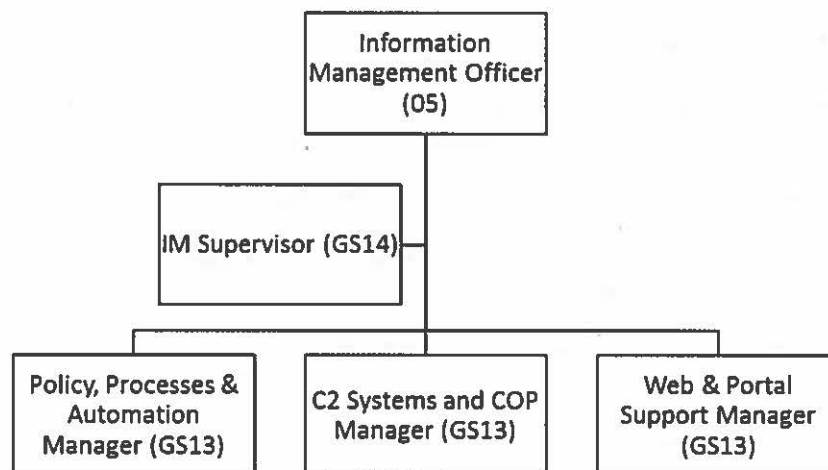 Information
Management Officer
(05)
IM Supervisor (GS14)
Policy, Processes &
Automation
Manager (GS13)
C2 Systems and COP
Manager (GS13)
Web & Portal
Support Manager
(GS13)